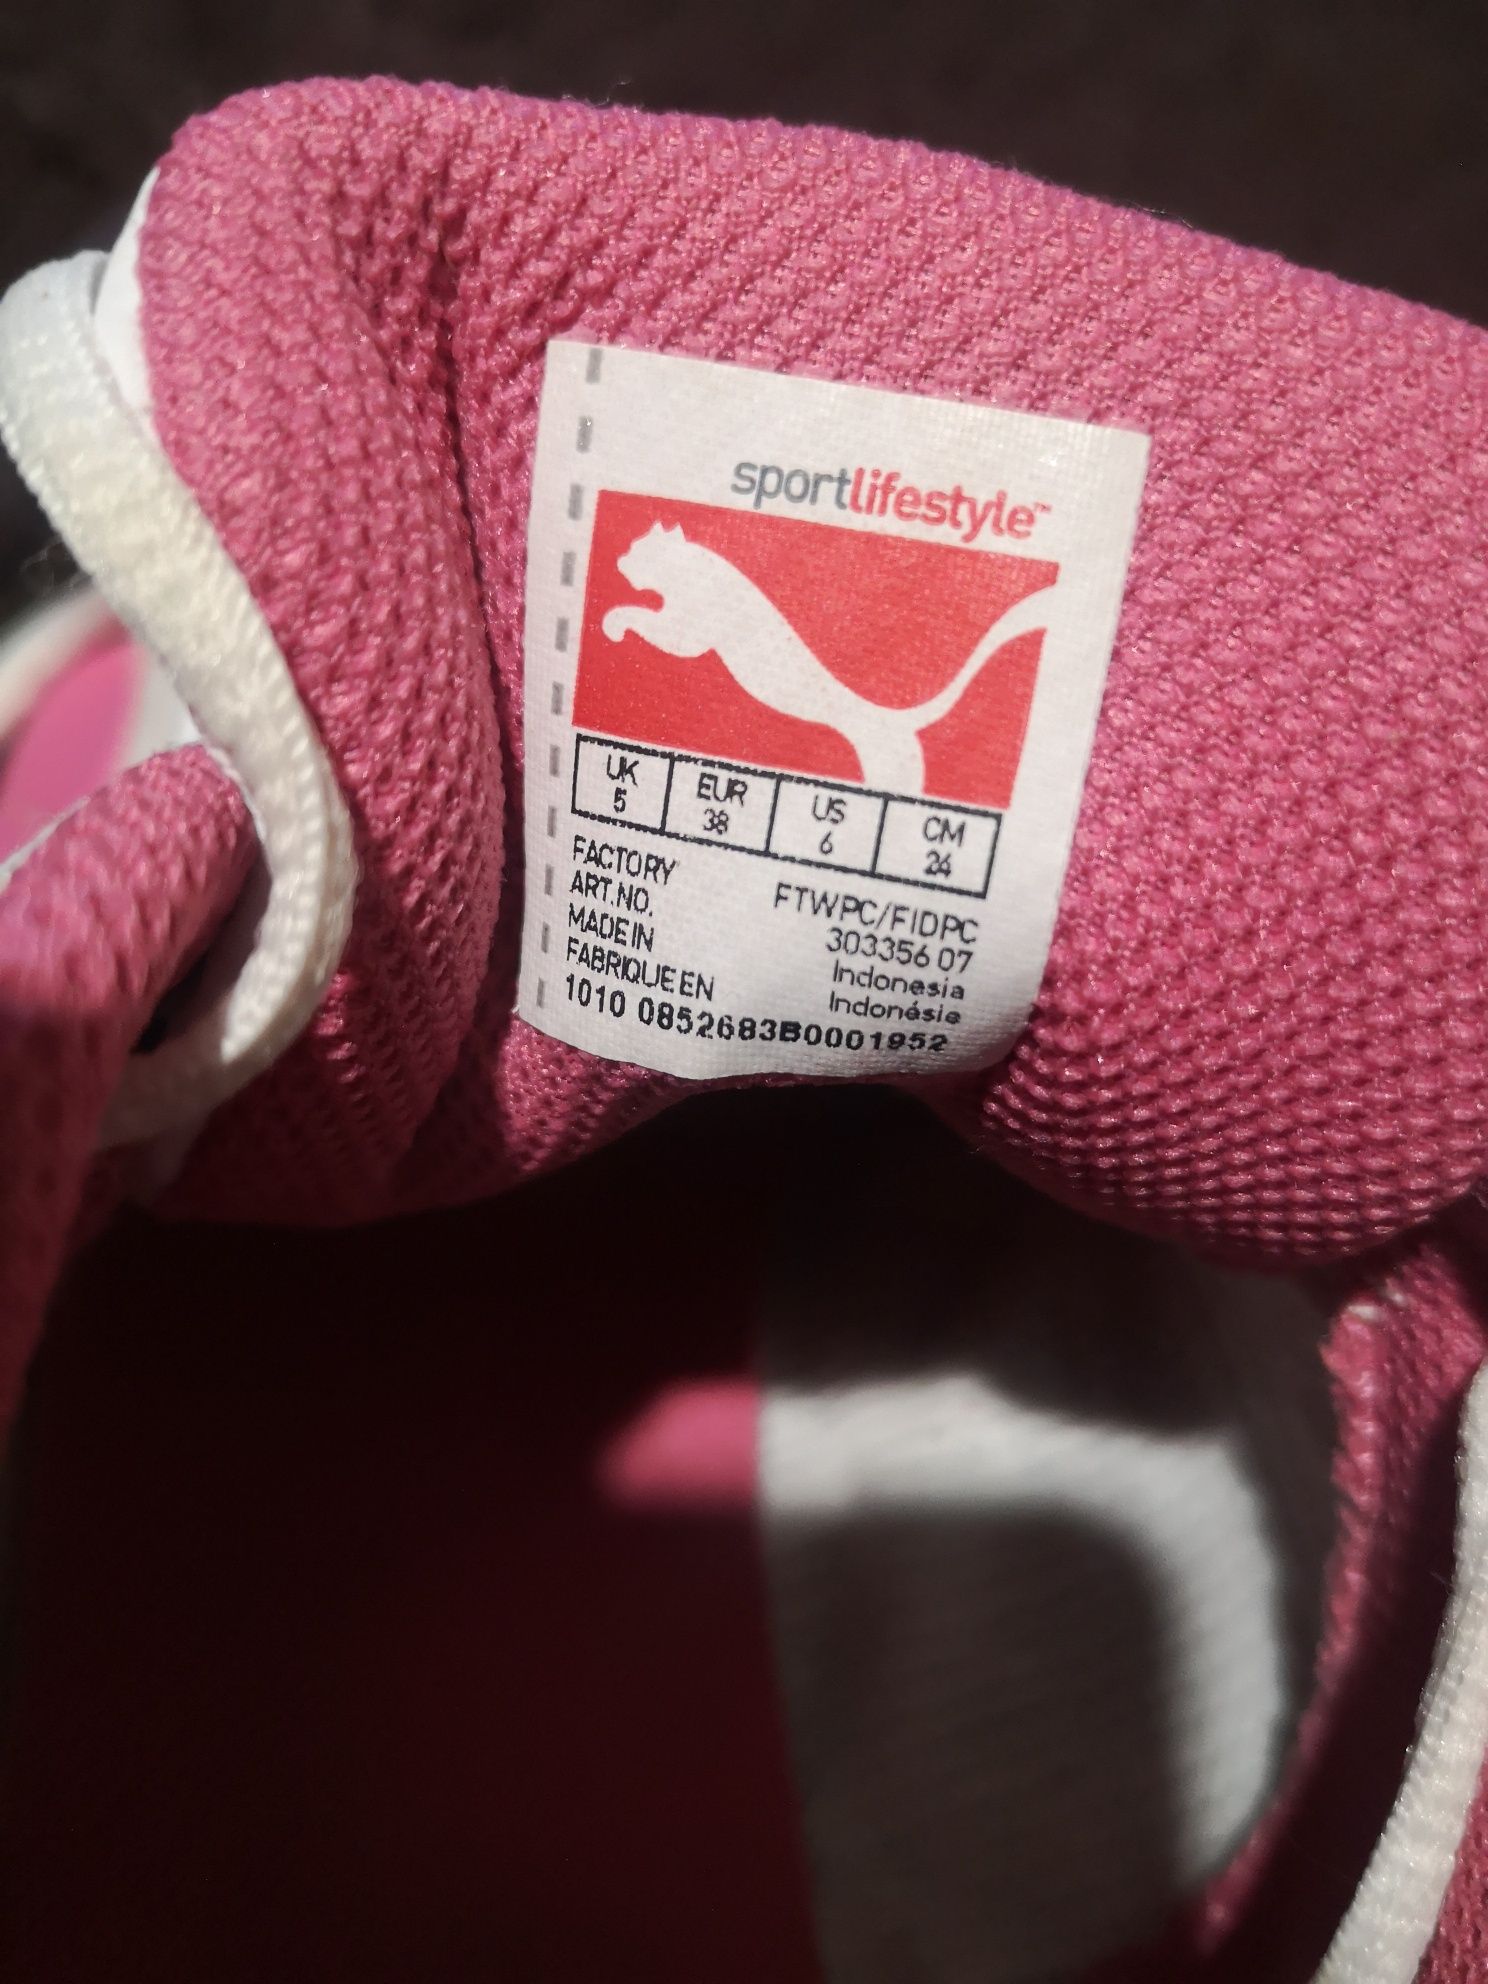 sportlifestyle™
UK EUR US CM
5 38 6 24
FACTORY FTWPC/FIDPC
ART.NO. 303356 07
MADE IN Indonesia
FABRIQUE EN Indonésie
1010 0852683B0001952